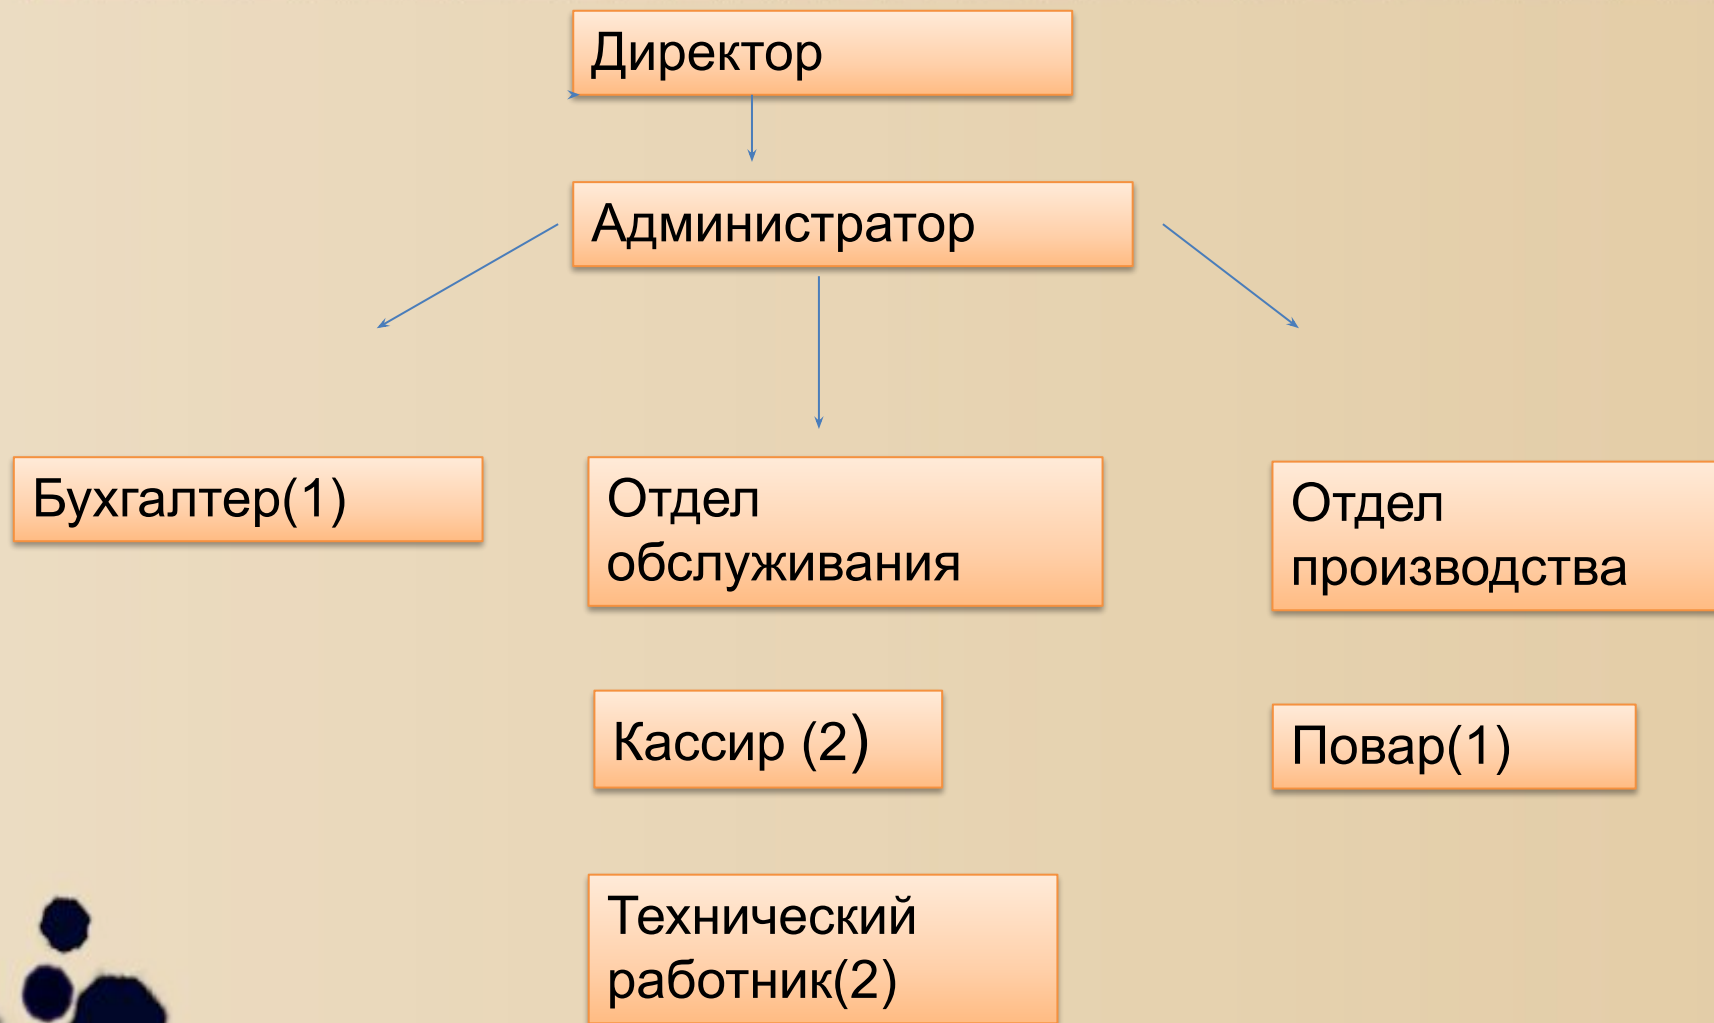 Директор
Администратор
Бухгалтер(1)
Отдел
обслуживания
Отдел
производства
Кассир (2)
Повар(1)
Технический
работник(2)